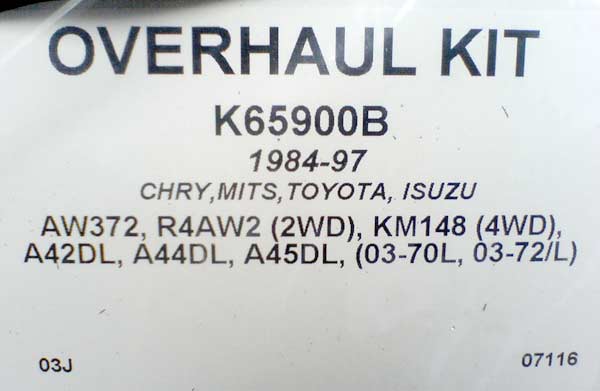 OVERHAUL KIT
K65900B
1984-97
CHRY,MITS,TOYOTA, ISUZU
AW372, R4AW2 (2WD), KM148 (4WD),
A42DL, A44DL, A45DL, (03-70L, 03-72/L)
03J 07116